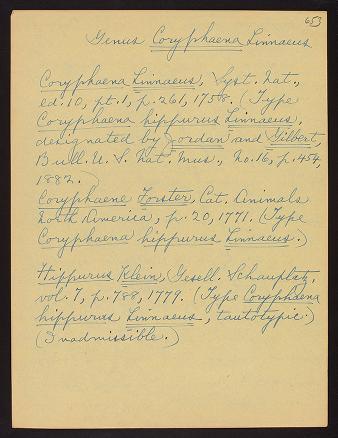 653
Genus Coryphaena Linnaeus
Coryphaena Linnaeus, Syst. Nat.,
ed. 10, pt. 1, p. 261, 1758. (Type
Coryphaena hippurus Linnaeus,
designated by Jordan and Gilbert,
Bull. U. S. Nat. Mus., no. 16, p. 454,
1882.)
Coryphaene Forster, Cat. Animals
North America, p. 20, 1771. (Type
Coryphaena hippurus Linnaeus.)
Hippurus Klein, Gesell. Schauplatz,
vol. 7, p. 788, 1779. (Type Coryphaena
hippurus Linnaeus, tautotypic.)
(Inadmissible.)